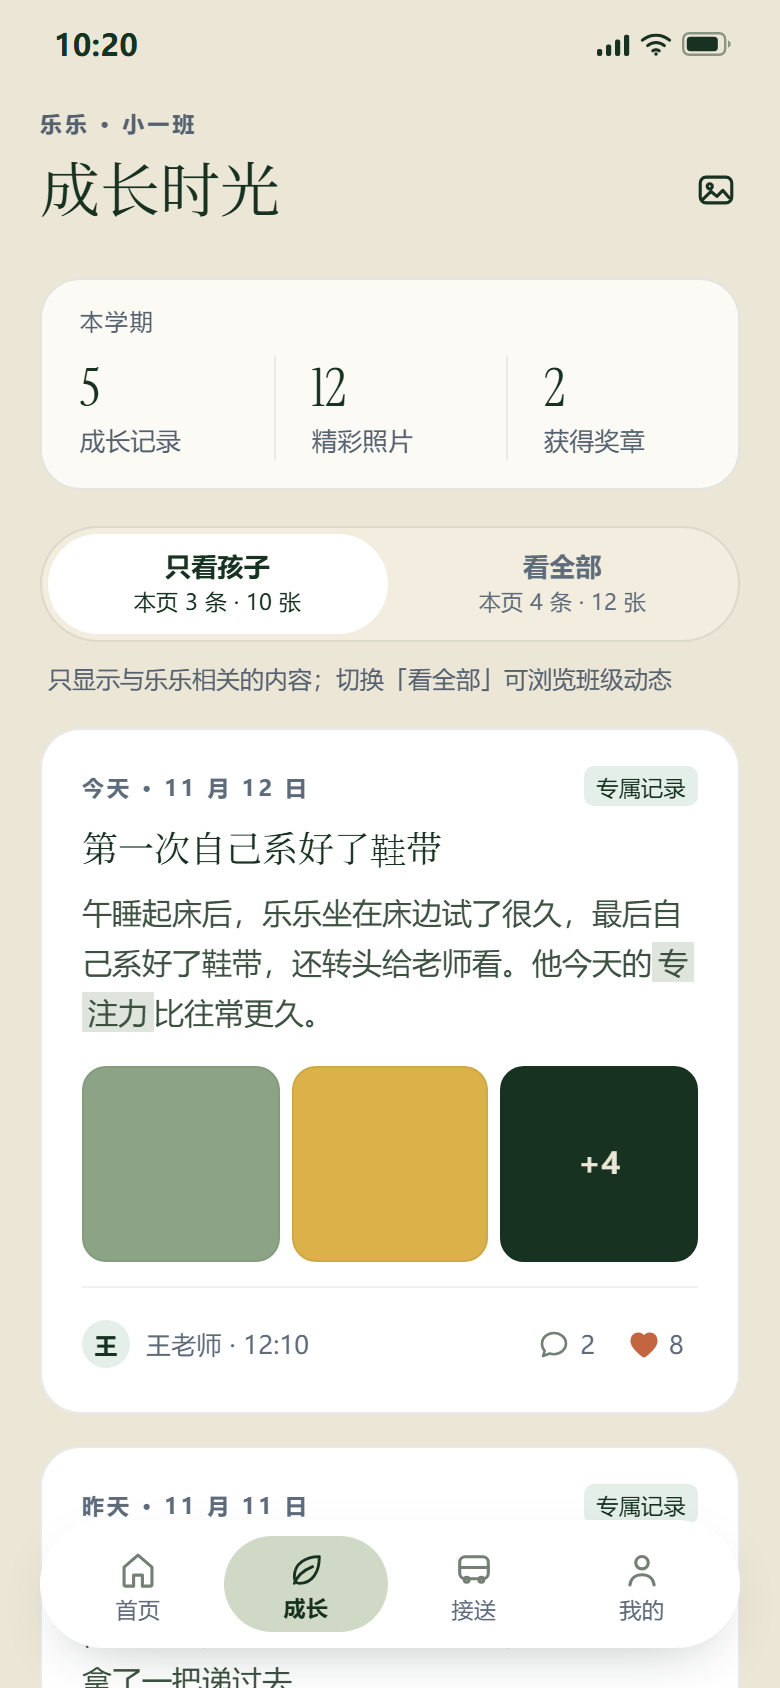 10:20
乐乐 • 小一班
成长时光
本学期
5
12
2
成长记录
精彩照片
获得奖章
只看孩子
本页 3 条 · 10 张
看全部
本页 4 条 · 12 张
只显示与乐乐相关的内容；切换「看全部」可浏览班级动态
今天 • 11 月 12 日
专属记录
第一次自己系好了鞋带
午睡起床后，乐乐坐在床边试了很久，最后自
己系好了鞋带，还转头给老师看。他今天的 专
注力 比往常更久。
+4
王
王老师 · 12:10
2
8
昨天 • 11 月 11 日
专属记录
首页
成长
接送
我的
拿了一把递过去